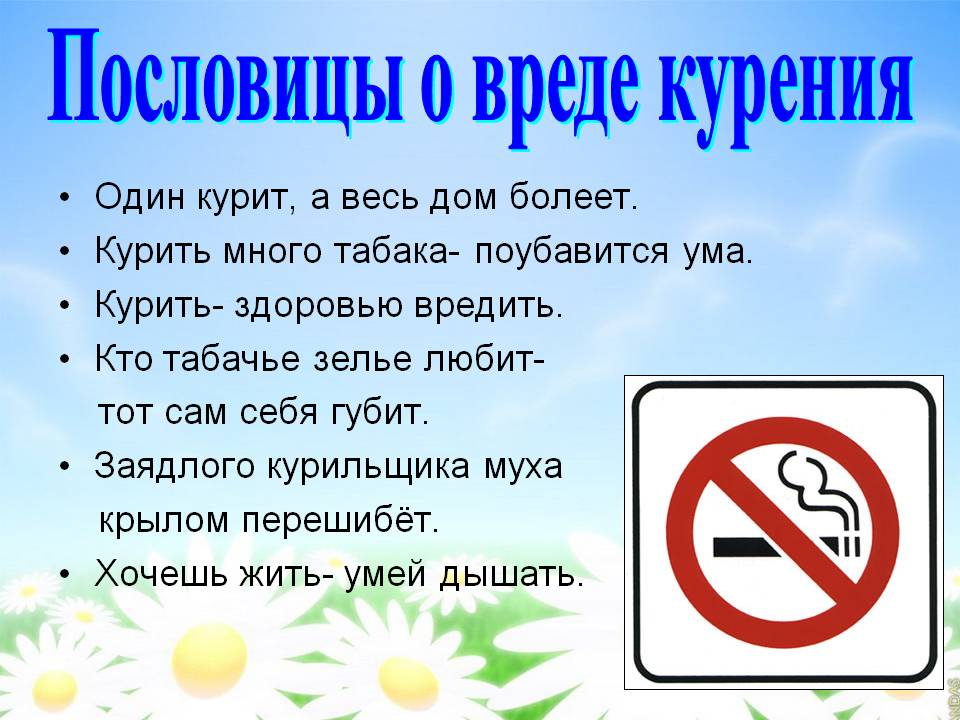 Пословицы о вреде курения
• Один курит, а весь дом болеет.
• Курить много табака- поубавится ума.
• Курить- здоровью вредить.
• Кто табачье зелье любит-
тот сам себя губит.
• Заядлого курильщика муха
крылом перешибёт.
• Хочешь жить- умей дышать.